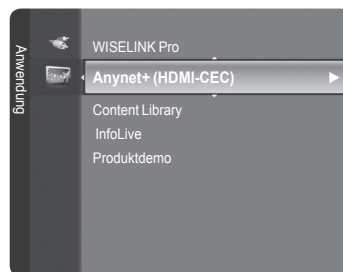 Anwendung
WISELINK Pro
Anynet+ (HDMI-CEC)
Content Library
InfoLive
Produktdemo